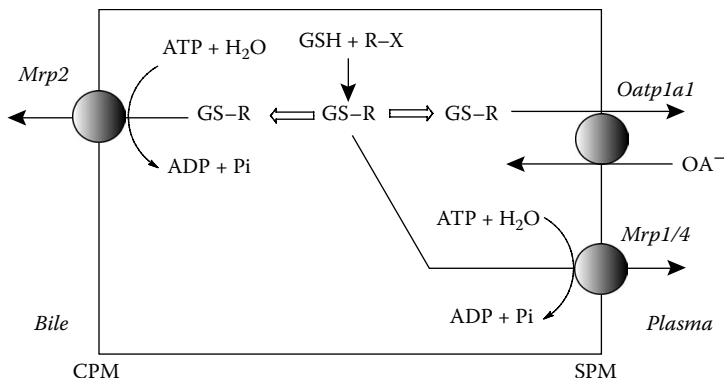 ATP + H₂O
GSH + R–X
Mrp2
Oatp1a1
GS–R
GS–R
GS–R
ADP + Pi
OA⁻
ATP + H₂O
Mrp1/4
ADP + Pi
Bile
Plasma
CPM
SPM